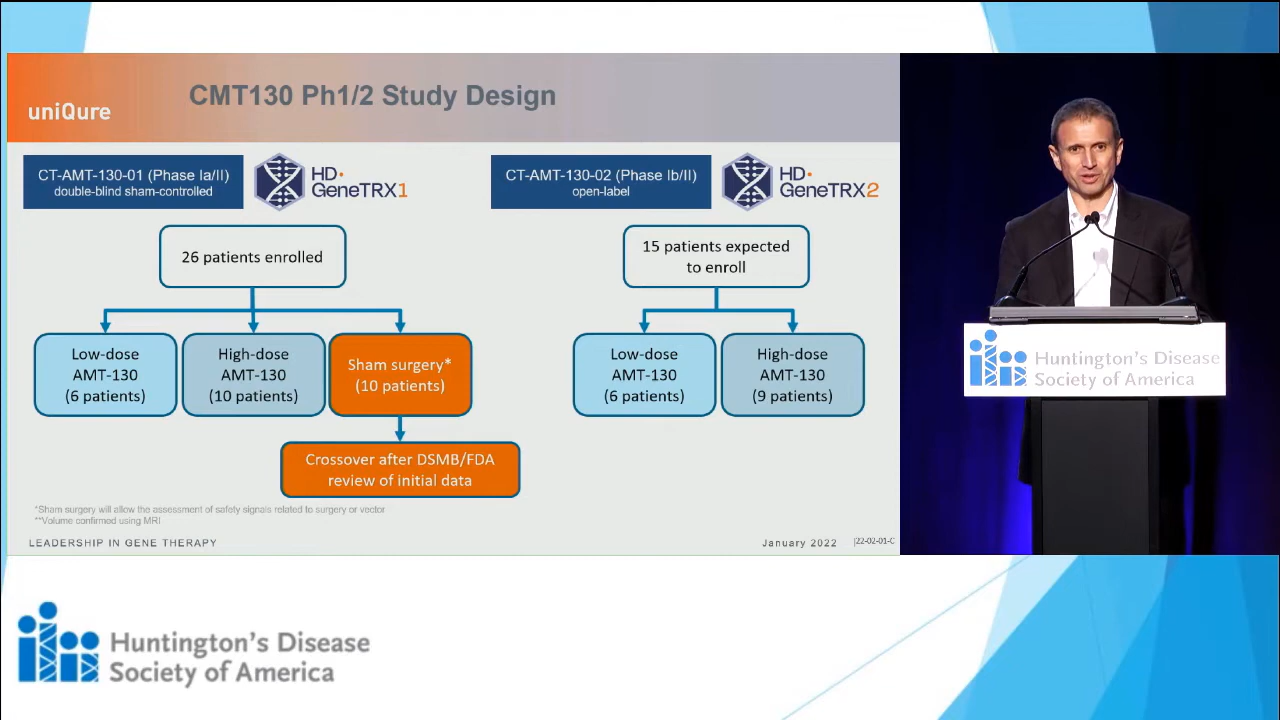 uniQure
CMT130 Ph1/2 Study Design
CT-AMT-130-01 (Phase Ia/II)
double-blind sham-controlled
HD·
GeneTRX1
CT-AMT-130-02 (Phase Ib/II)
open-label
HD·
GeneTRX2
26 patients enrolled
15 patients expected
to enroll
Low-dose
AMT-130
(6 patients)
High-dose
AMT-130
(10 patients)
Sham surgery*
(10 patients)
Low-dose
AMT-130
(6 patients)
High-dose
AMT-130
(9 patients)
Crossover after DSMB/FDA
review of initial data
*Sham surgery will allow the assessment of safety signals related to surgery or vector
**Volume confirmed using MRI
LEADERSHIP IN GENE THERAPY
January 2022
|22-02-01-C
Huntington's Disease
Society of America
Huntington's Disease
Society of America